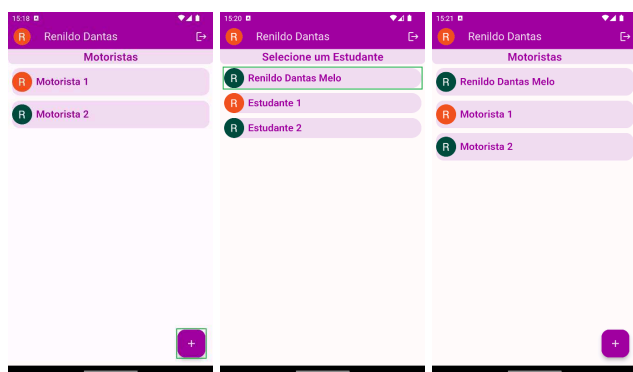 15:18
R Renildo Dantas
Motoristas
R Motorista 1
R Motorista 2
+
15:20
R Renildo Dantas
Selecione um Estudante
R Renildo Dantas Melo
R Estudante 1
R Estudante 2
15:21
R Renildo Dantas
Motoristas
R Renildo Dantas Melo
R Motorista 1
R Motorista 2
+